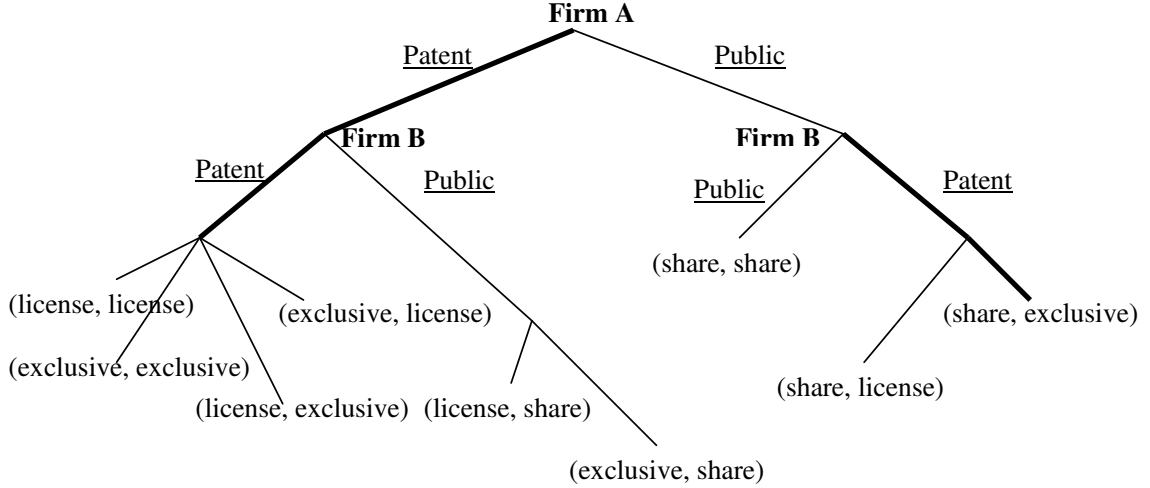 Firm A
Patent
Public
Firm B
Firm B
Patent
Public
Public
Patent
(share, share)
(license, license)
(exclusive, license)
(share, exclusive)
(exclusive, exclusive)
(share, license)
(license, exclusive)
(license, share)
(exclusive, share)